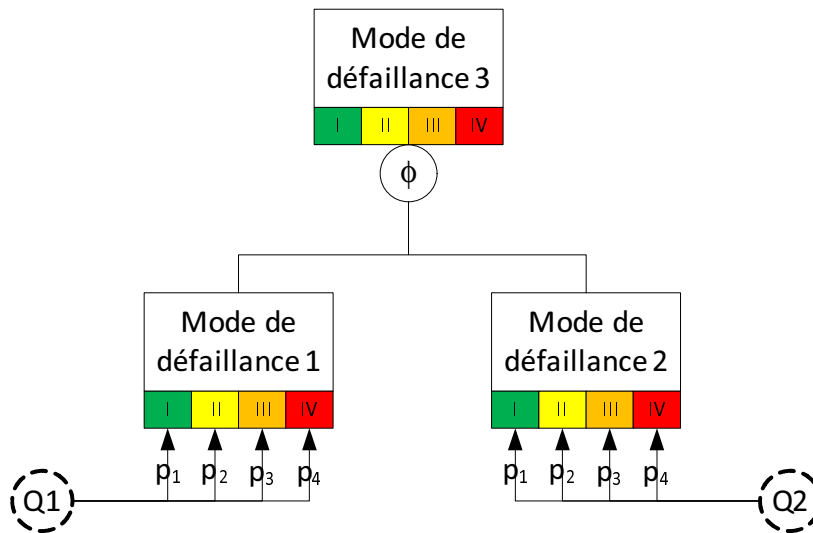 Mode de
défaillance 3
I II III IV
ϕ
Mode de
défaillance 1
I II III IV
Mode de
défaillance 2
I II III IV
p₁ p₂ p₃ p₄
p₁ p₂ p₃ p₄
Q1
Q2